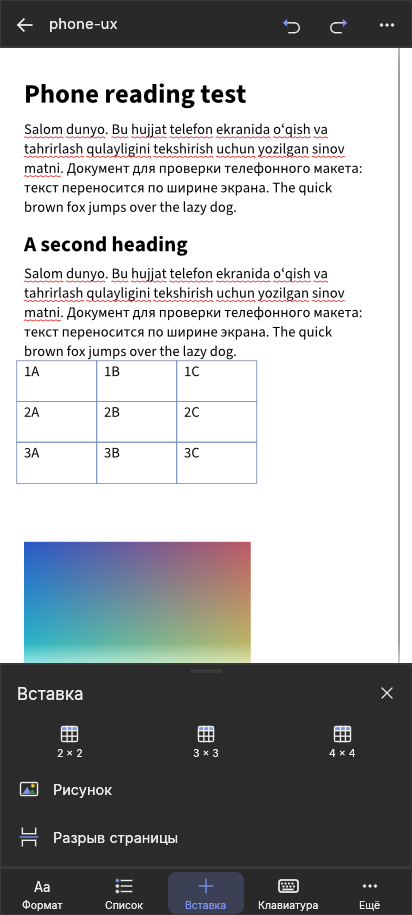 phone-ux
Phone reading test
Salom dunyo. Bu hujjat telefon ekranida oʻqish va
tahrirlash qulayligini tekshirish uchun yozilgan sinov
matni. Документ для проверки телефонного макета:
текст переносится по ширине экрана. The quick
brown fox jumps over the lazy dog.
A second heading
Salom dunyo. Bu hujjat telefon ekranida oʻqish va
tahrirlash qulayligini tekshirish uchun yozilgan sinov
matni. Документ для проверки телефонного макета:
текст переносится по ширине экрана. The quick
brown fox jumps over the lazy dog.
1A 1B 1C
2A 2B 2C
3A 3B 3C
Вставка
2 × 2 3 × 3 4 × 4
Рисунок
Разрыв страницы
Aa
Формат Список Вставка Клавиатура Ещё